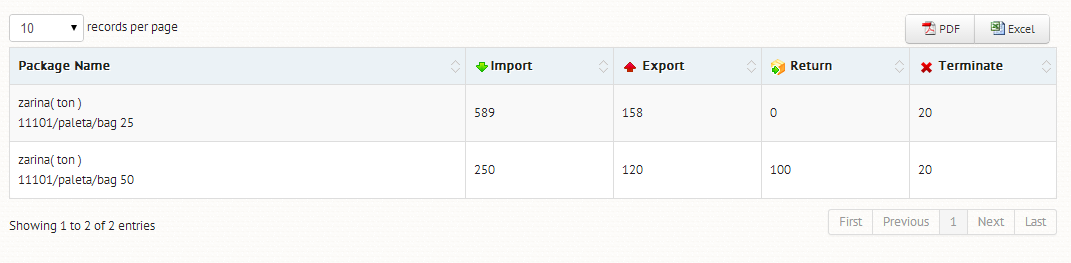 10 records per page PDF Excel
Package Name Import Export Return Terminate
zarina( ton )
11101/paleta/bag 25 589 158 0 20
zarina( ton )
11101/paleta/bag 50 250 120 100 20
Showing 1 to 2 of 2 entries First Previous 1 Next Last